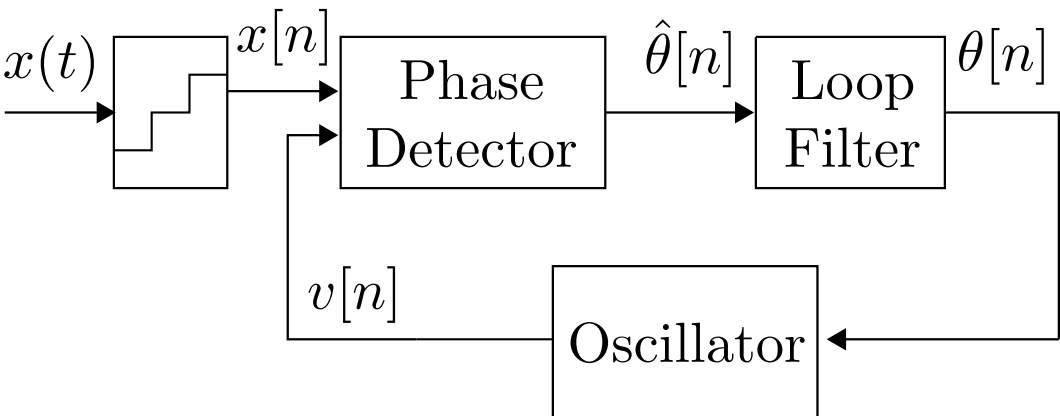 x(t)
x[n]
Phase
Detector
θ̂[n]
Loop
Filter
θ[n]
v[n]
Oscillator